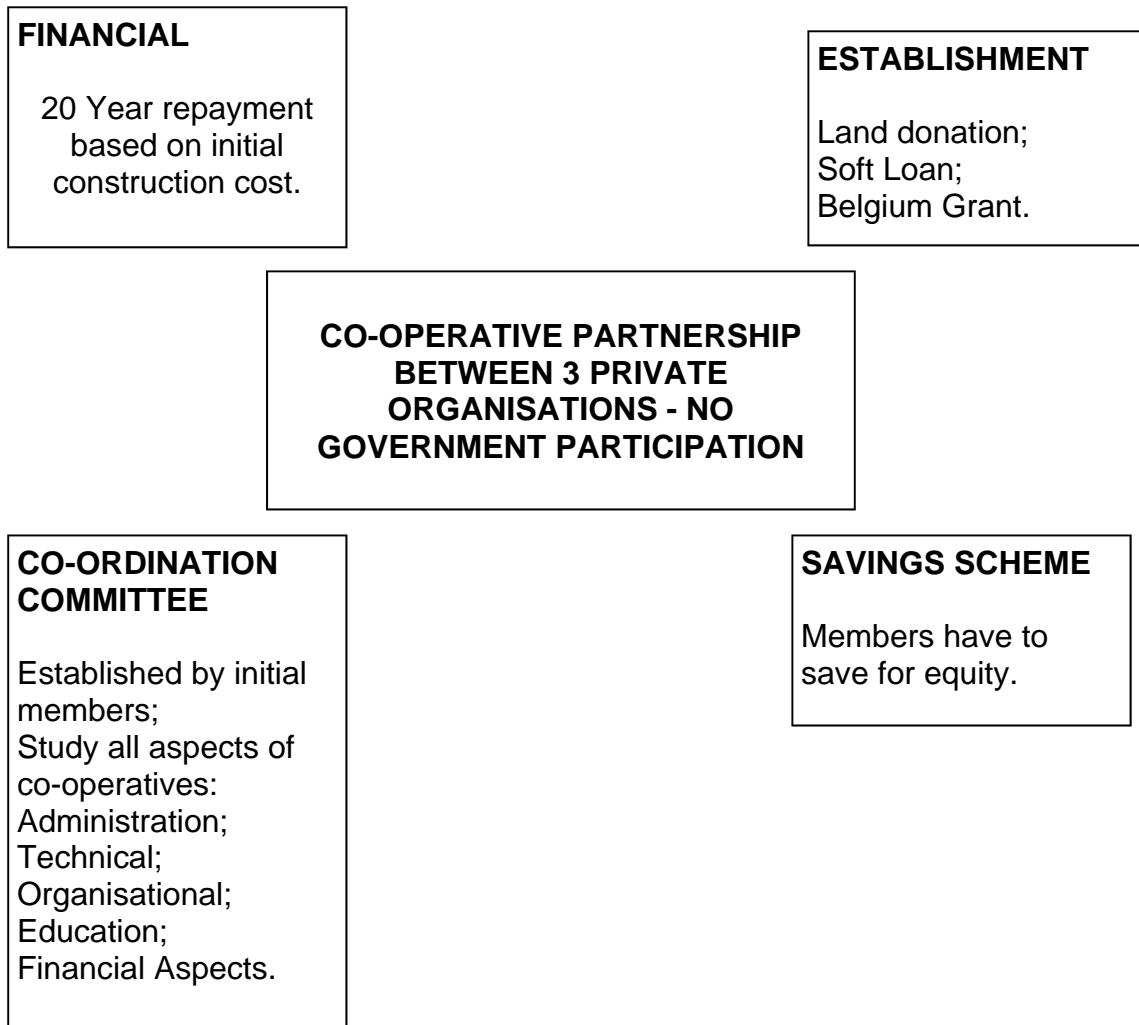 FINANCIAL
20 Year repayment
based on initial
construction cost.
ESTABLISHMENT
Land donation;
Soft Loan;
Belgium Grant.
CO-OPERATIVE PARTNERSHIP
BETWEEN 3 PRIVATE
ORGANISATIONS - NO
GOVERNMENT PARTICIPATION
CO-ORDINATION
COMMITTEE
Established by initial
members;
Study all aspects of
co-operatives:
Administration;
Technical;
Organisational;
Education;
Financial Aspects.
SAVINGS SCHEME
Members have to
save for equity.